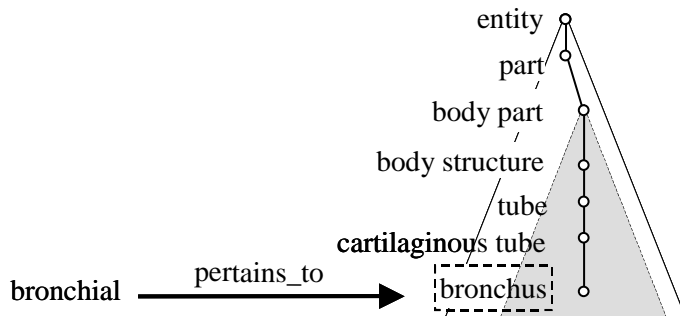 entity
part
body part
body structure
tube
cartilaginous tube
bronchial pertains_to bronchus